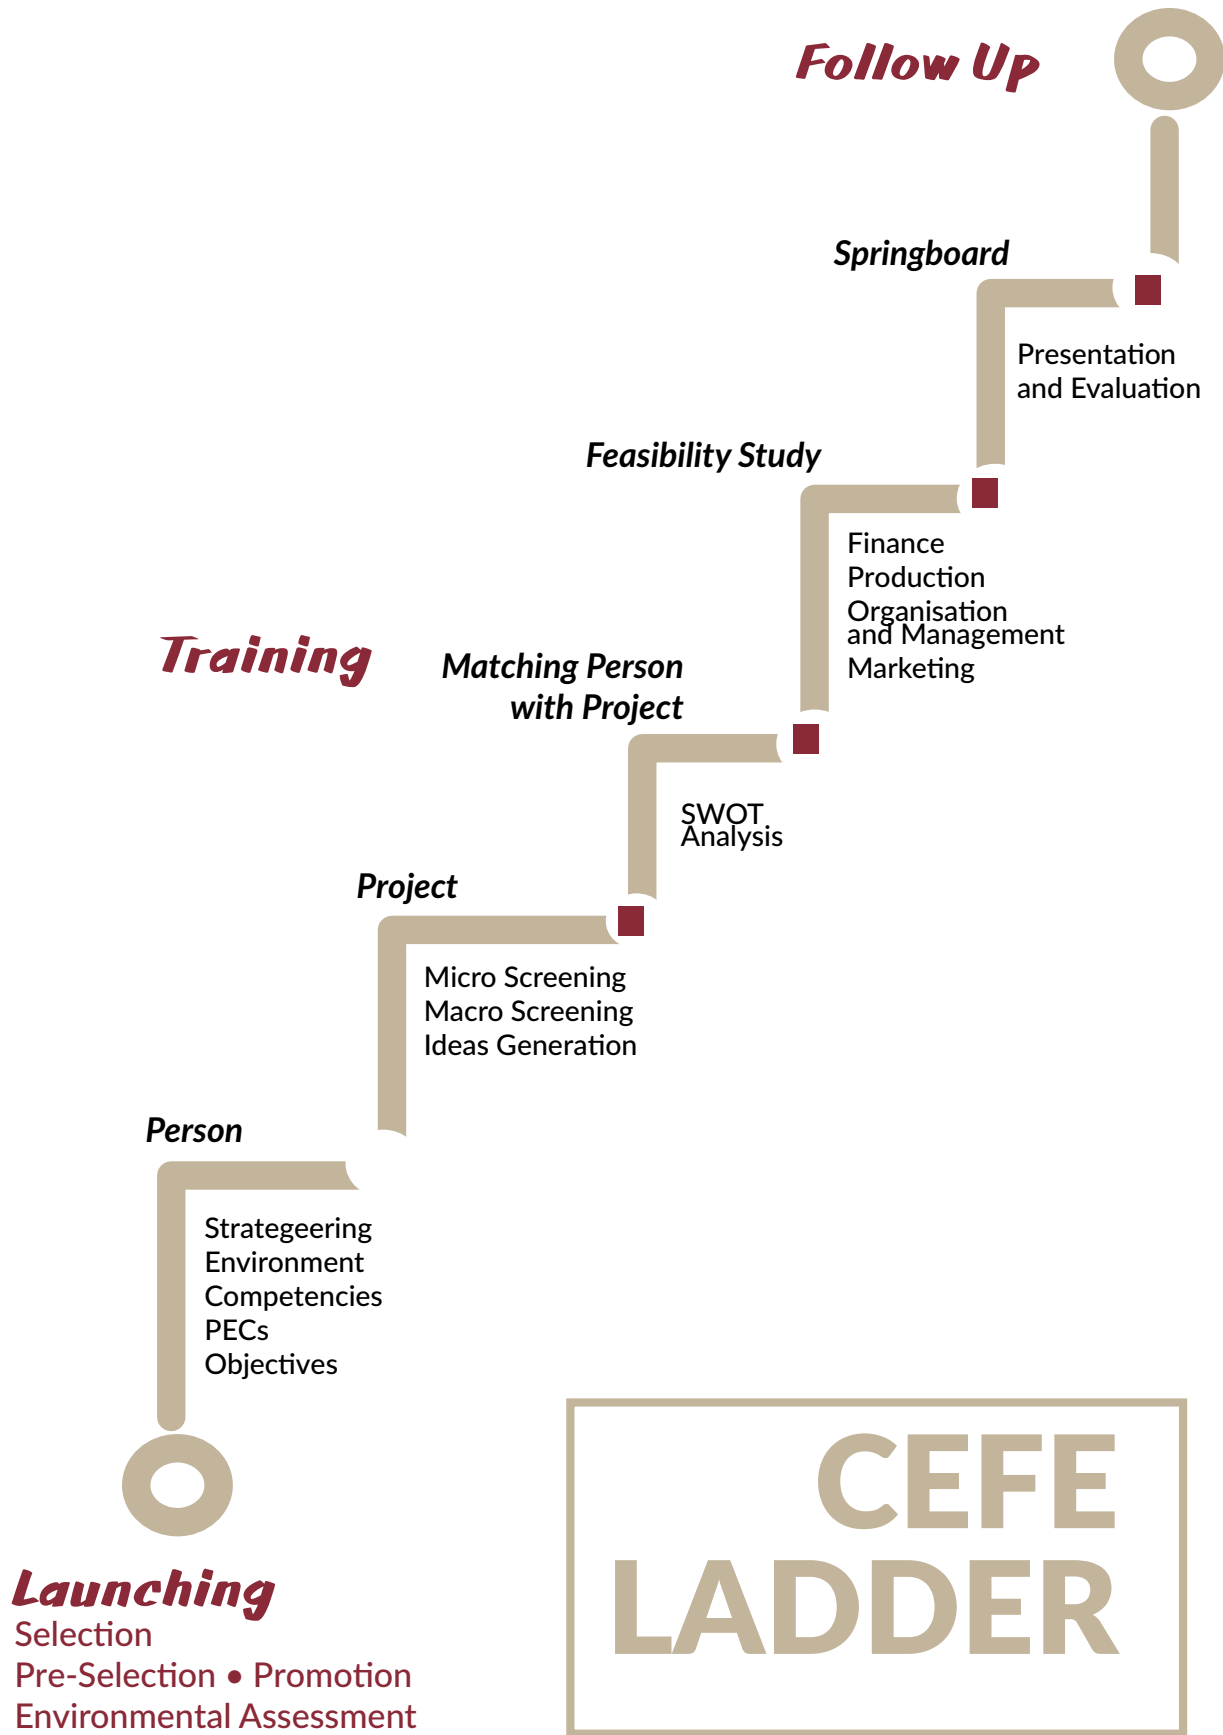 Follow Up
Springboard
Presentation
and Evaluation
Feasibility Study
Finance
Production
Organisation
and Management
Marketing
Training
Matching Person
with Project
SWOT
Analysis
Project
Micro Screening
Macro Screening
Ideas Generation
Person
Strategeering
Environment
Competencies
PECs
Objectives
Launching
Selection
Pre-Selection • Promotion
Environmental Assessment
CEFE
LADDER